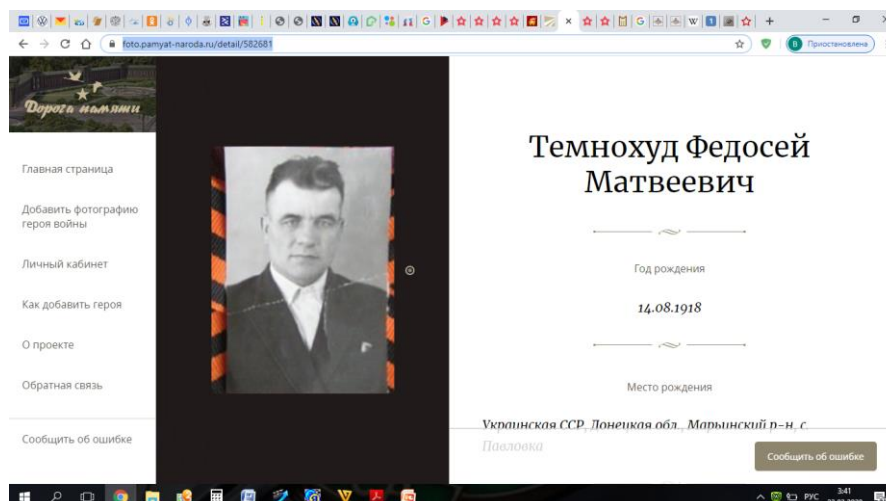 foto.pamyat-naroda.ru/detail/582681
Приостановлена
Дорога памяти
Главная страница
Добавить фотографию
героя войны
Личный кабинет
Как добавить героя
О проекте
Обратная связь
Сообщить об ошибке
Темнохуд Федосей
Матвеевич
Год рождения
14.08.1918
Место рождения
Украинская ССР, Донецкая обл., Марьинский р-н, с.
Павловка
Сообщить об ошибке
РУС
3:41